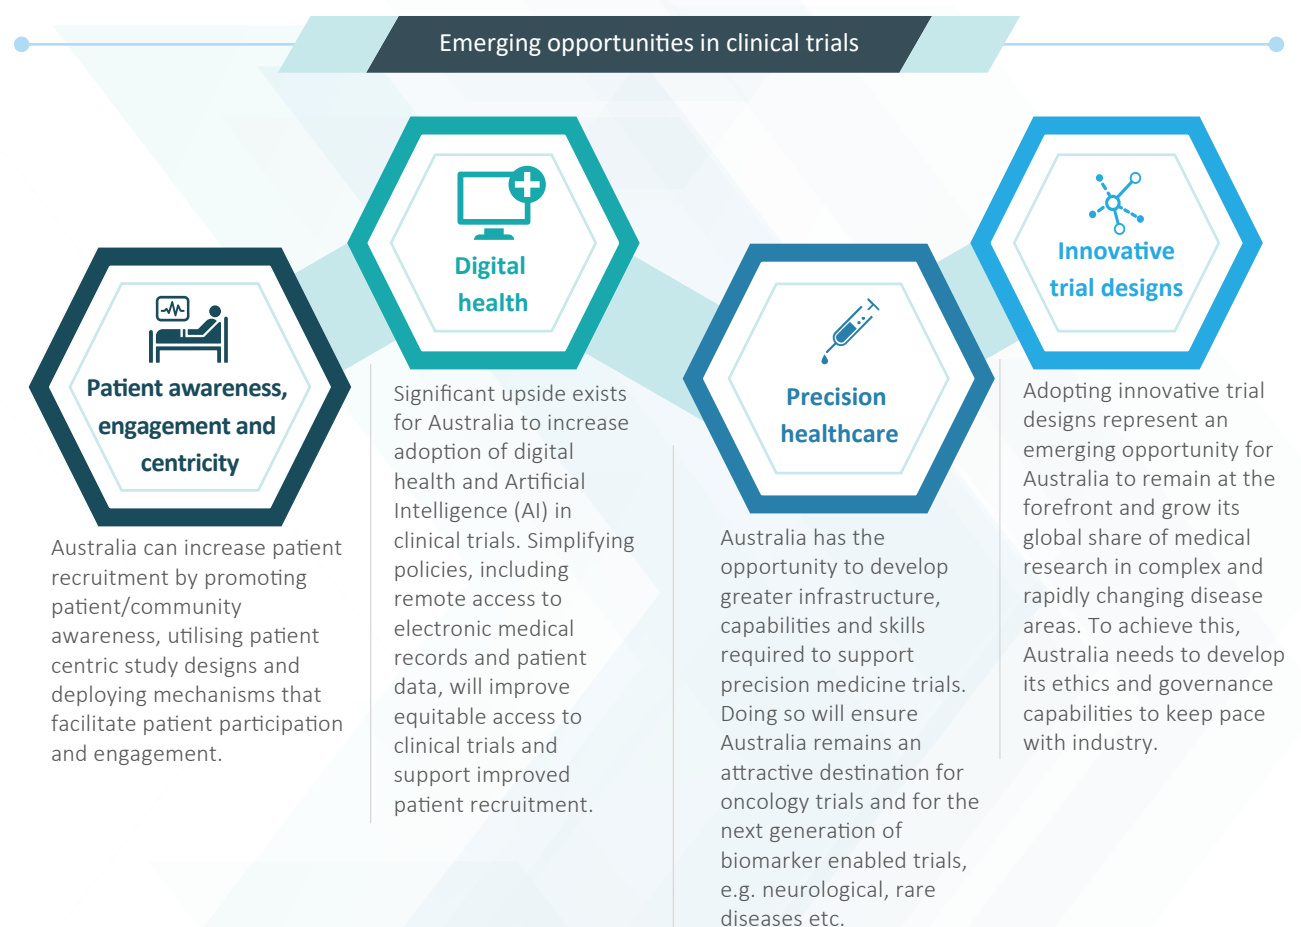 Emerging opportunities in clinical trials
Patient awareness,
engagement and
centricity
Australia can increase patient
recruitment by promoting
patient/community
awareness, utilising patient
centric study designs and
deploying mechanisms that
facilitate patient participation
and engagement.
Digital
health
Significant upside exists
for Australia to increase
adoption of digital
health and Artificial
Intelligence (AI) in
clinical trials. Simplifying
policies, including
remote access to
electronic medical
records and patient
data, will improve
equitable access to
clinical trials and
support improved
patient recruitment.
Precision
healthcare
Australia has the
opportunity to develop
greater infrastructure,
capabilities and skills
required to support
precision medicine trials.
Doing so will ensure
Australia remains an
attractive destination for
oncology trials and for the
next generation of
biomarker enabled trials,
e.g. neurological, rare
diseases etc.
Innovative
trial designs
Adopting innovative trial
designs represent an
emerging opportunity for
Australia to remain at the
forefront and grow its
global share of medical
research in complex and
rapidly changing disease
areas. To achieve this,
Australia needs to develop
its ethics and governance
capabilities to keep pace
with industry.